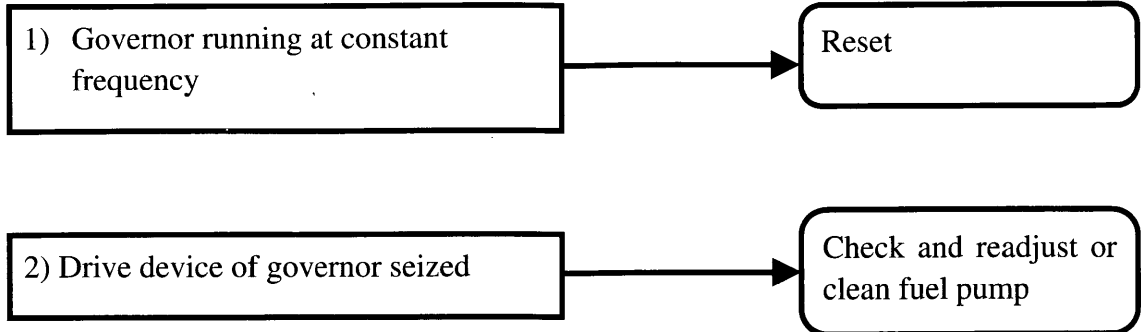 1) Governor running at constant
frequency
Reset
2) Drive device of governor seized
Check and readjust or
clean fuel pump